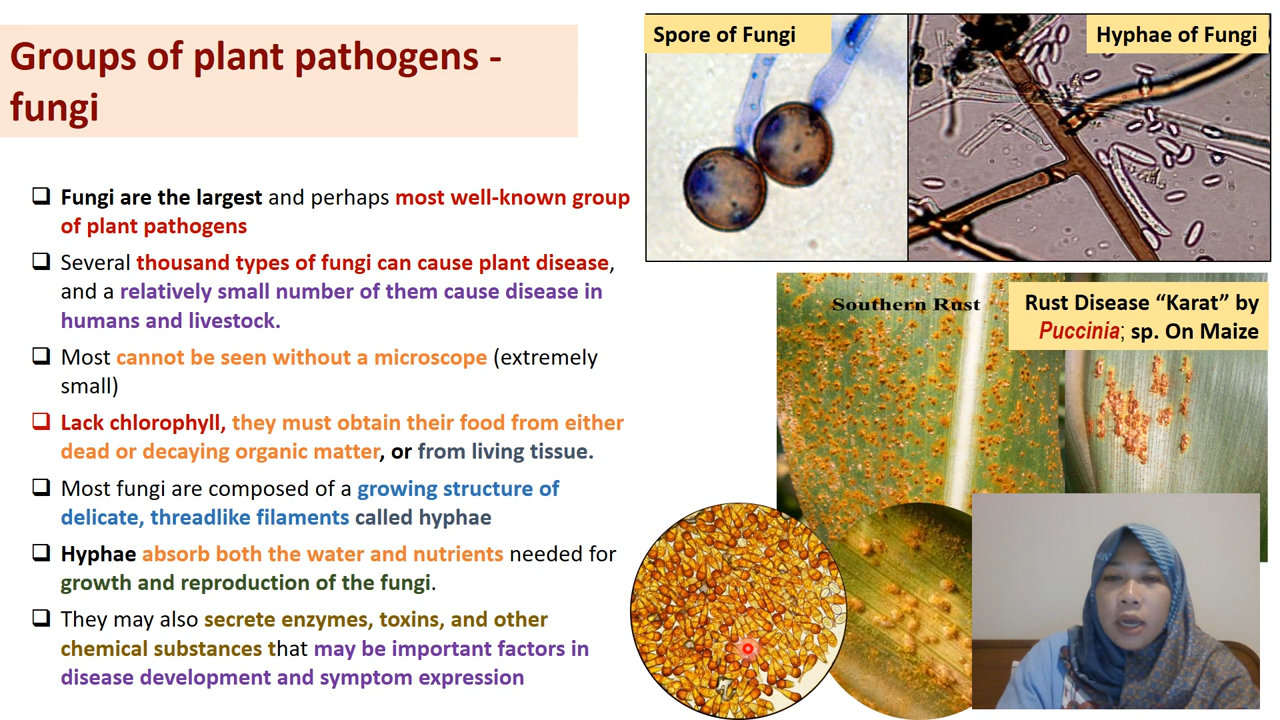 Groups of plant pathogens -
fungi
❑ Fungi are the largest and perhaps most well-known group
of plant pathogens
❑ Several thousand types of fungi can cause plant disease,
and a relatively small number of them cause disease in
humans and livestock.
❑ Most cannot be seen without a microscope (extremely
small)
❑ Lack chlorophyll, they must obtain their food from either
dead or decaying organic matter, or from living tissue.
❑ Most fungi are composed of a growing structure of
delicate, threadlike filaments called hyphae
❑ Hyphae absorb both the water and nutrients needed for
growth and reproduction of the fungi.
❑ They may also secrete enzymes, toxins, and other
chemical substances that may be important factors in
disease development and symptom expression
Spore of Fungi
Hyphae of Fungi
Southern Rust
Rust Disease “Karat” by
Puccinia; sp. On Maize